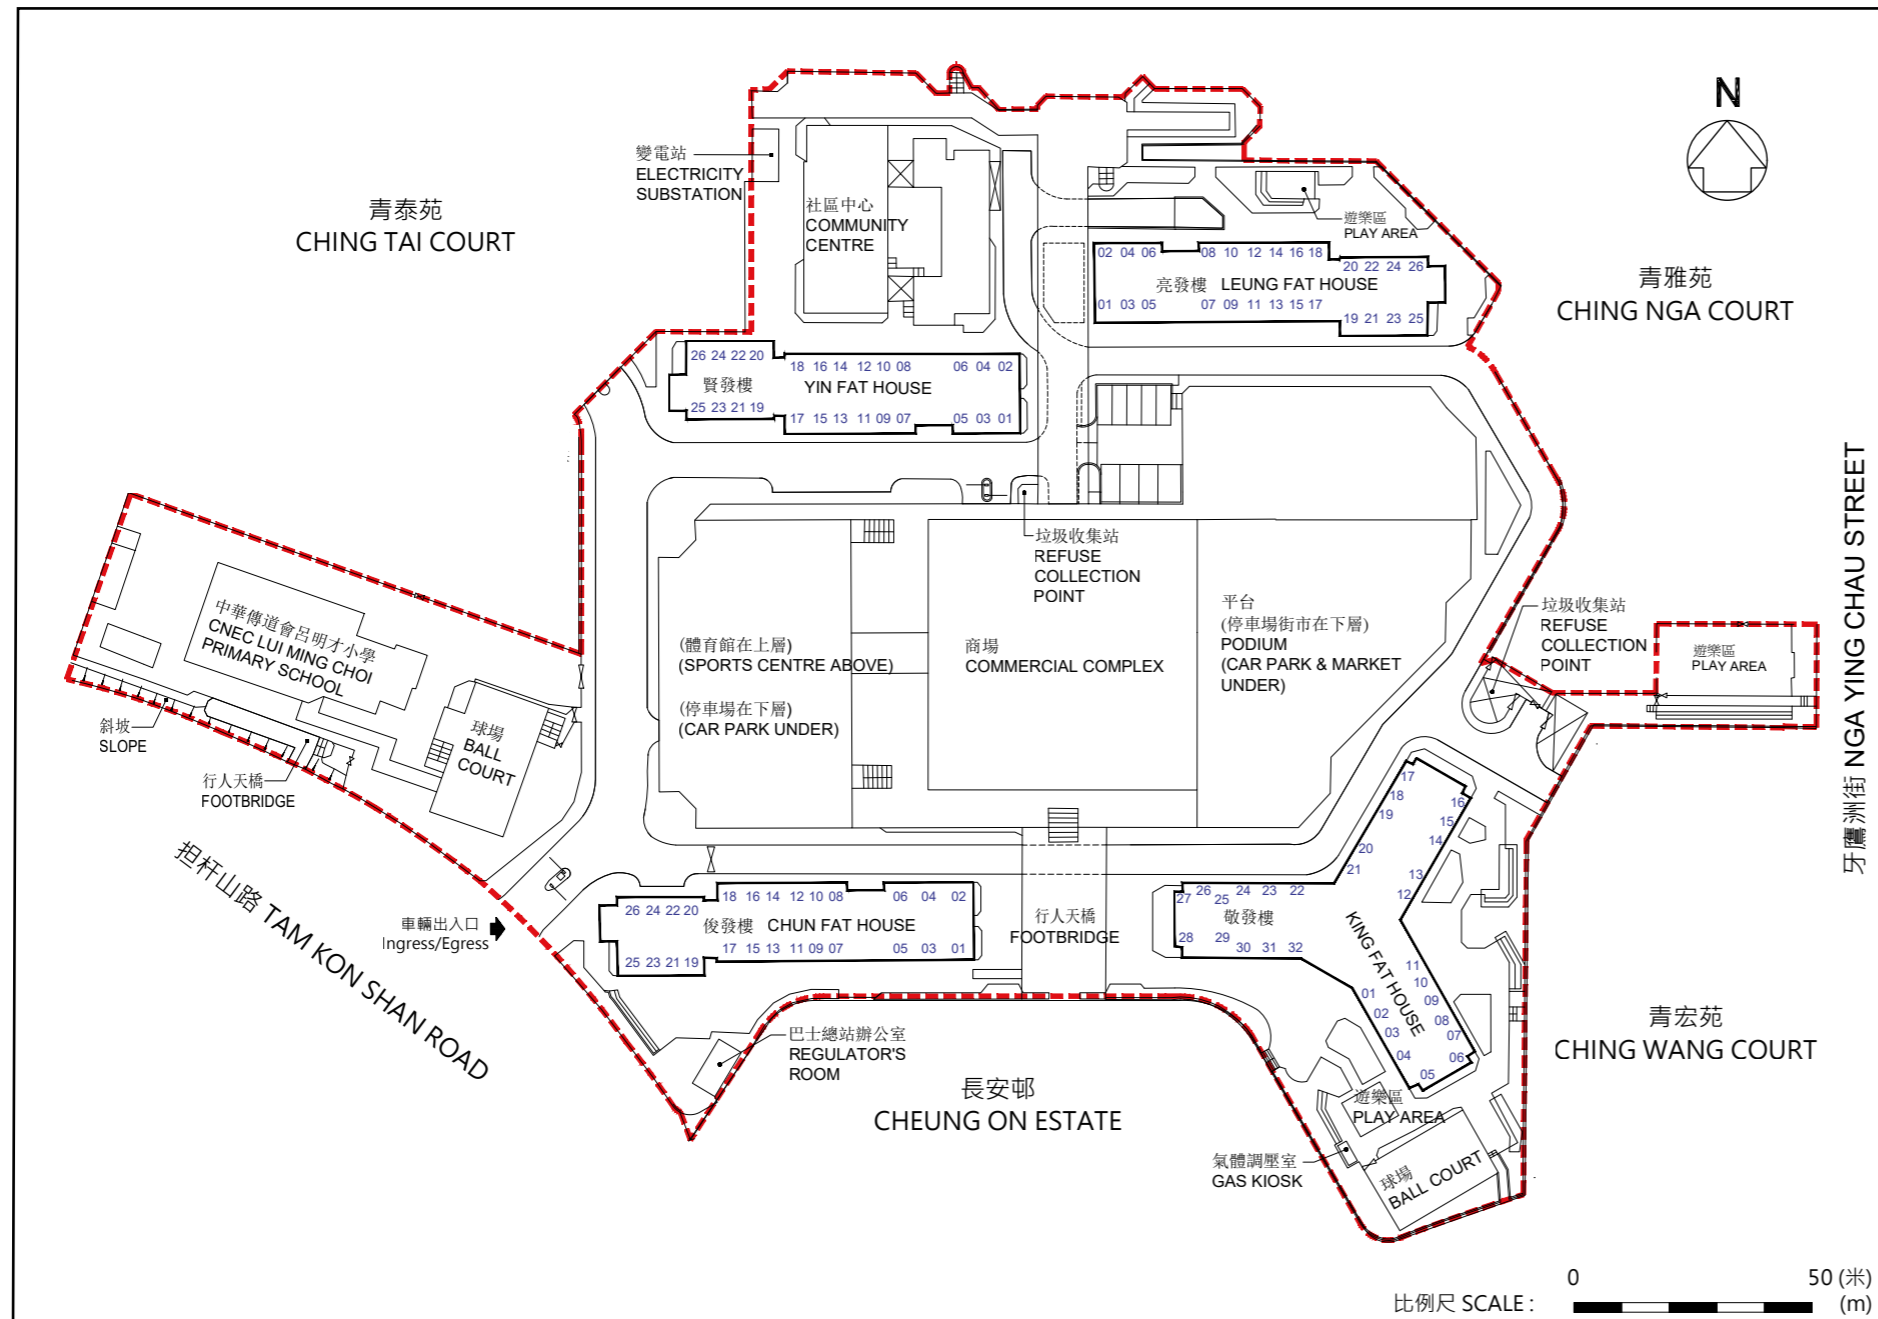 N
變電站
ELECTRICITY
SUBSTATION
青泰苑
CHING TAI COURT
社區中心
COMMUNITY
CENTRE
遊樂區
PLAY AREA
青雅苑
CHING NGA COURT
02 04 06 08 10 12 14 16 18
20 22 24 26
亮發樓 LEUNG FAT HOUSE
01 03 05 07 09 11 13 15 17
19 21 23 25
26 24 22 20
18 16 14 12 10 08 06 04 02
賢發樓 YIN FAT HOUSE
25 23 21 19
17 15 13 11 09 07 05 03 01
牙鷹洲街 NGA YING CHAU STREET
垃圾收集站
REFUSE
COLLECTION
POINT
中華傳道會呂明才小學
CNEC LUI MING CHOI
PRIMARY SCHOOL
斜坡
SLOPE
行人天橋
FOOTBRIDGE
球場
BALL
COURT
(體育館在上層)
(SPORTS CENTRE ABOVE)
(停車場在下層)
(CAR PARK UNDER)
商場
COMMERCIAL COMPLEX
平台
(停車場街市在下層)
PODIUM
(CAR PARK & MARKET
UNDER)
垃圾收集站
REFUSE
COLLECTION
POINT
遊樂區
PLAY AREA
担杆山路 TAM KON SHAN ROAD
車輛出入口
Ingress/Egress
18 16 14 12 10 08 06 04 02
26 24 22 20
俊發樓 CHUN FAT HOUSE
17 15 13 11 09 07 05 03 01
25 23 21 19
行人天橋
FOOTBRIDGE
17
18
19
20
21
16
15
14
13
12
27 26 25 24 23 22
敬發樓
KING FAT HOUSE
28 29 30 31 32
11
10
09
08
07
06
01
02
03
04
05
巴士總站辦公室
REGULATOR'S
ROOM
長安邨
CHEUNG ON ESTATE
青宏苑
CHING WANG COURT
遊樂區
PLAY AREA
氣體調壓室
GAS KIOSK
球場
BALL COURT
0 50 (米)
比例尺 SCALE : (m)